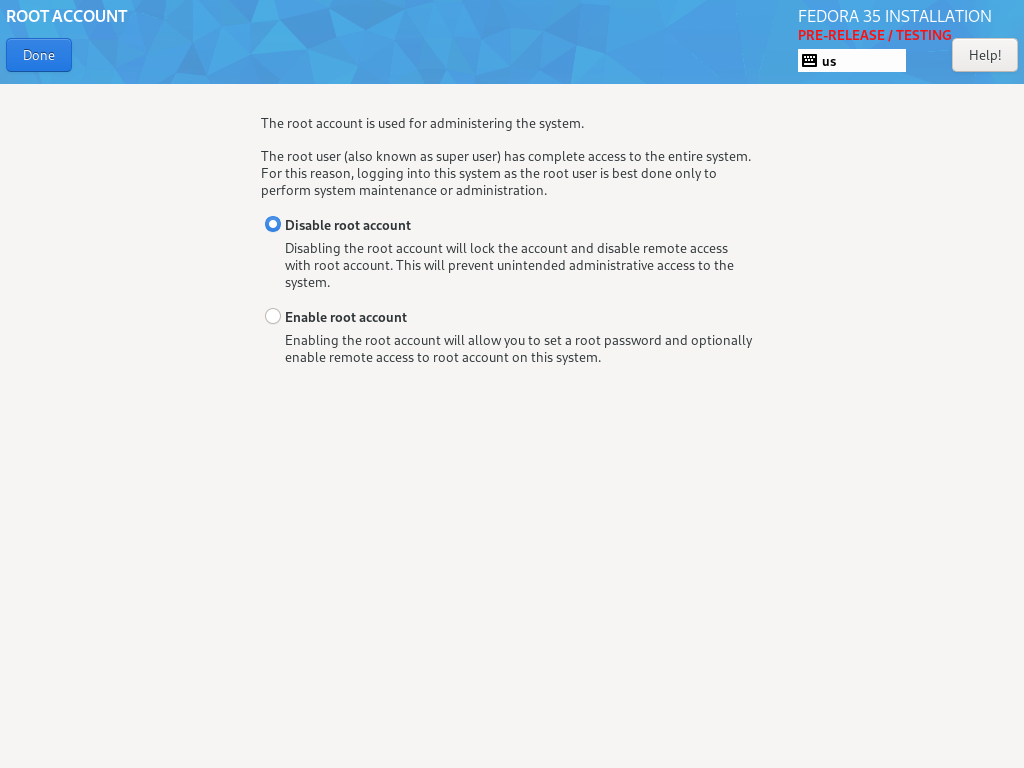 ROOT ACCOUNT
Done
FEDORA 35 INSTALLATION
PRE-RELEASE / TESTING
us
Help!
The root account is used for administering the system.
The root user (also known as super user) has complete access to the entire system.
For this reason, logging into this system as the root user is best done only to
perform system maintenance or administration.
Disable root account
Disabling the root account will lock the account and disable remote access
with root account. This will prevent unintended administrative access to the
system.
Enable root account
Enabling the root account will allow you to set a root password and optionally
enable remote access to root account on this system.